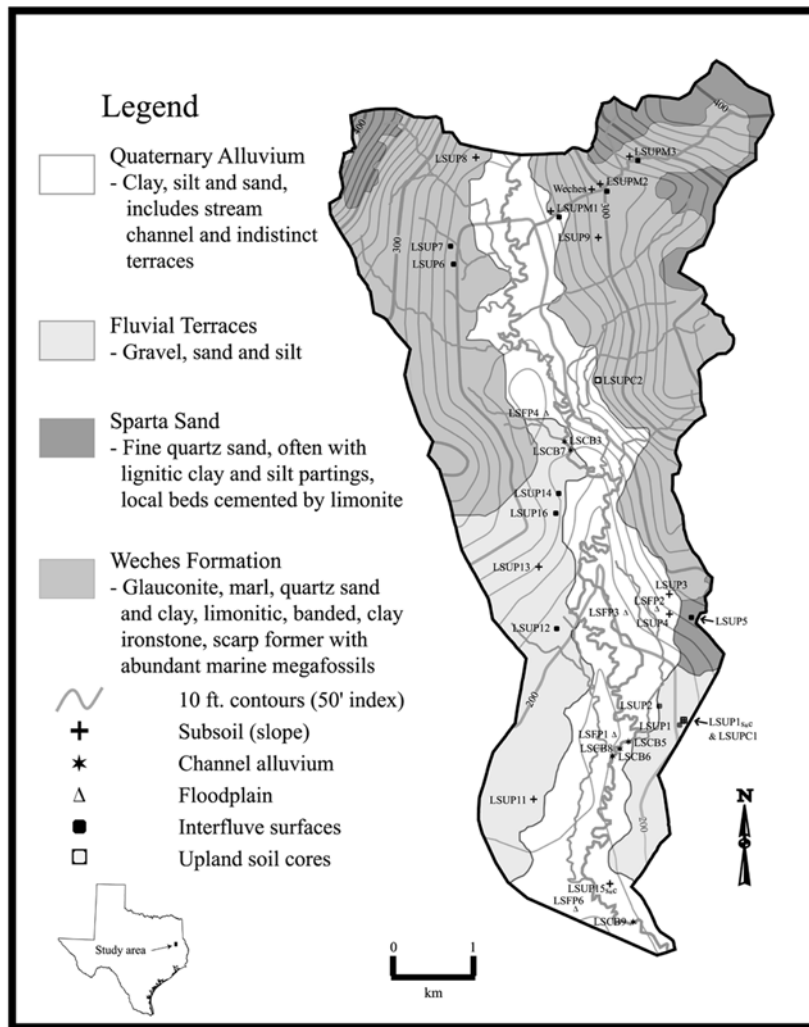 Legend
Quaternary Alluvium
- Clay, silt and sand,
includes stream
channel and indistinct
terraces
Fluvial Terraces
- Gravel, sand and silt
Sparta Sand
- Fine quartz sand, often with
lignitic clay and silt partings,
local beds cemented by limonite
Weches Formation
- Glauconite, marl, quartz sand
and clay, limonitic, banded, clay
ironstone, scarp former with
abundant marine megafossils
10 ft. contours (50' index)
Subsoil (slope)
Channel alluvium
Floodplain
Interfluve surfaces
Upland soil cores
Study area
0 1
km
N
400
400
LSUP8
LSUPM3
Weches
LSUPM2
300
LSUPM1
LSUP9
LSUP7
300
LSUP6
LSUPC2
LSFP4
LSCB3
LSCB7
LSUP14
LSUP16
LSUP13
LSUP3
LSFP2
LSFP3
LSUP4
LSUP5
LSUP12
200
LSUP2
LSUP1
LSUP1SoC
& LSUPC1
LSFP1
LSCB5
LSCB8
LSCB6
LSUP11
200
LSUP15SoC
LSFP6
LSCB9